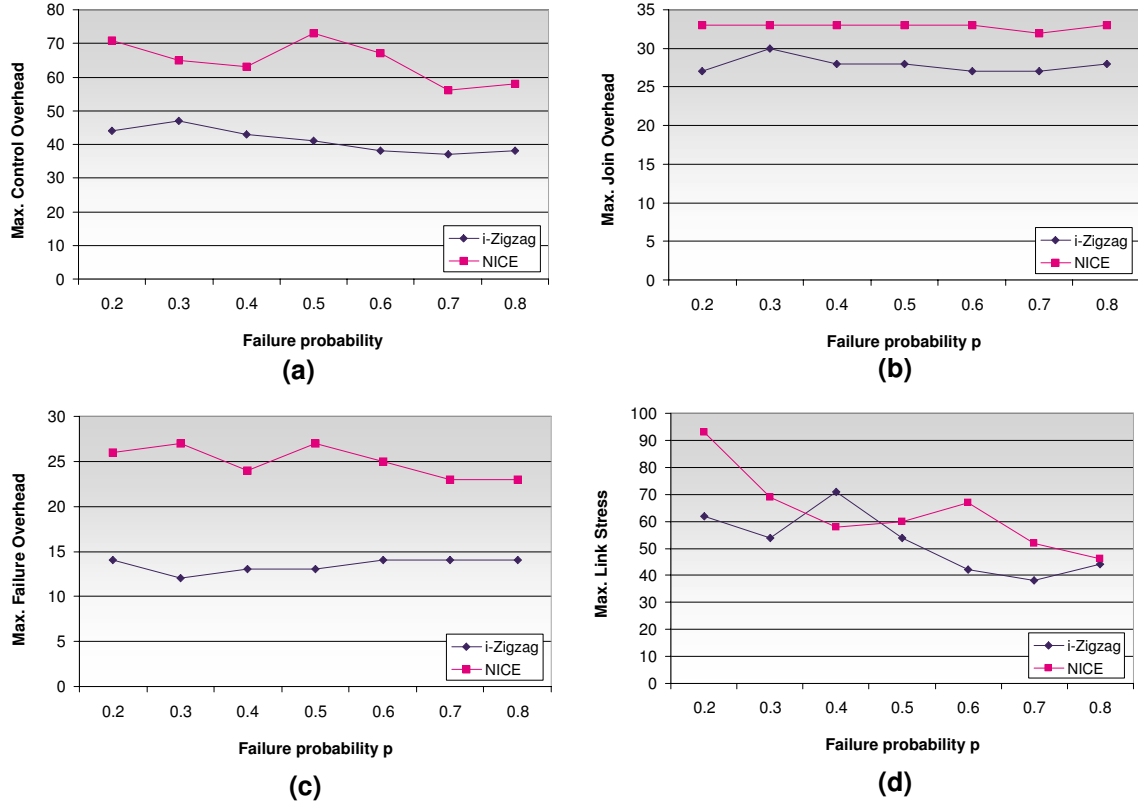 80
70
60
50
40
30
20
10
0
Max. Control Overhead
i-Zigzag
NICE
0.2 0.3 0.4 0.5 0.6 0.7 0.8
Failure probability
(a)
35
30
25
20
15
10
5
0
Max. Join Overhead
i-Zigzag
NICE
0.2 0.3 0.4 0.5 0.6 0.7 0.8
Failure probability p
(b)
30
25
20
15
10
5
0
Max. Failure Overhead
i-Zigzag
NICE
0.2 0.3 0.4 0.5 0.6 0.7 0.8
Failure probability p
(c)
100
90
80
70
60
50
40
30
20
10
0
Max. Link Stress
i-Zigzag
NICE
0.2 0.3 0.4 0.5 0.6 0.7 0.8
Failure probability p
(d)